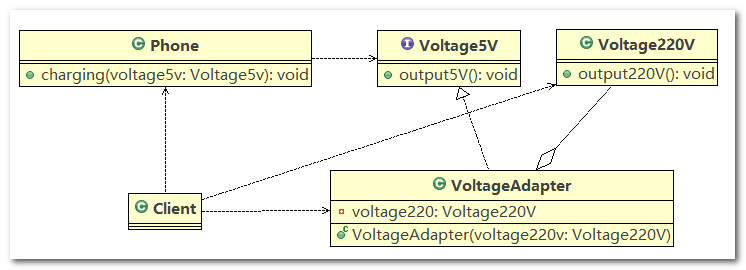 Phone
charging(voltage5v: Voltage5v): void
Voltage5V
output5V(): void
Voltage220V
output220V(): void
Client
VoltageAdapter
voltage220: Voltage220V
VoltageAdapter(voltage220v: Voltage220V)